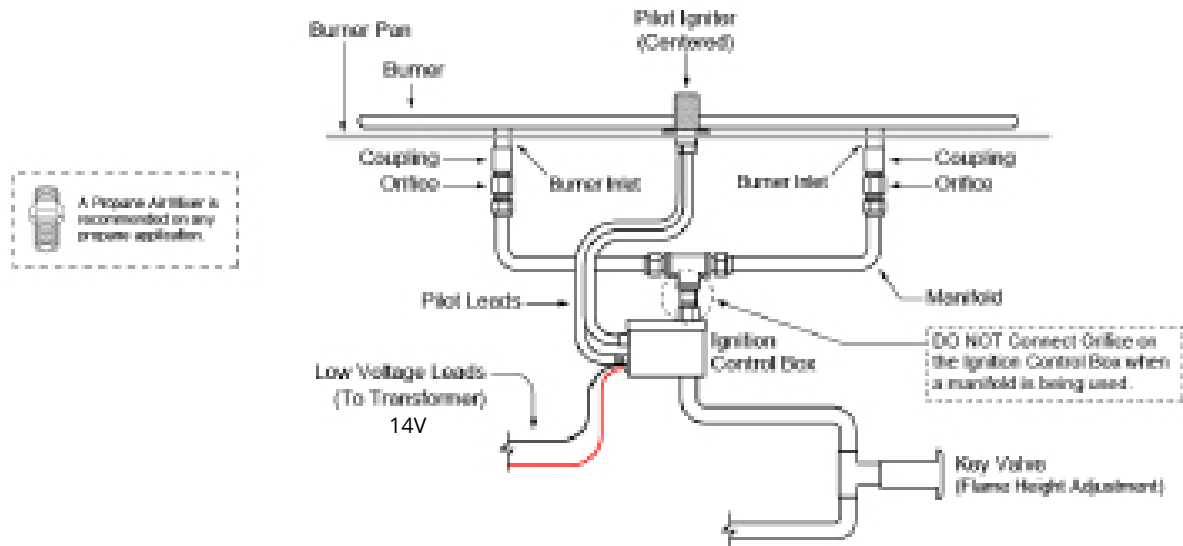 Pilot Igniter
(Centered)
Burner Pan
Burner
Coupling
Orifice
Burner Inlet
Burner Inlet
Coupling
Orifice
A Propane Air Mixer is
recommended on any
propane application.
Pilot Leads
Manifold
Ignition
Control Box
DO NOT Connect Orifice on
the Ignition Control Box when
a manifold is being used.
Low Voltage Leads
(To Transformer)
14V
Key Valve
(Flame Height Adjustment)